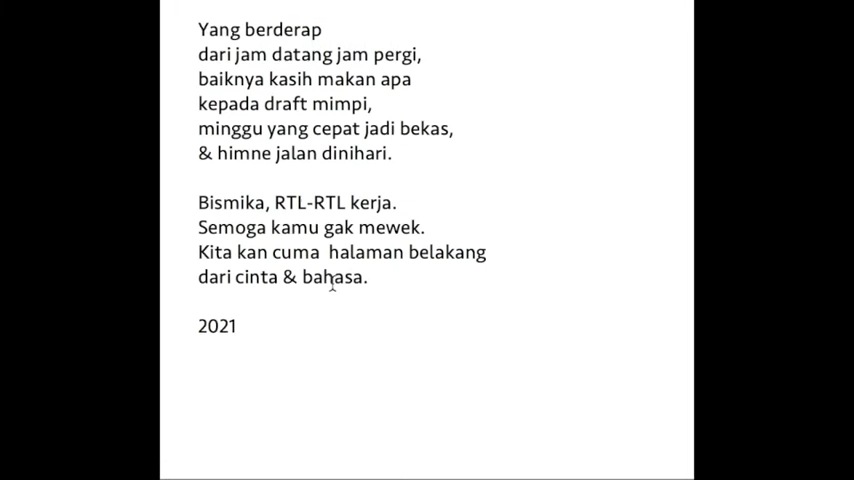 Yang berderap
dari jam datang jam pergi,
baiknya kasih makan apa
kepada draft mimpi,
minggu yang cepat jadi bekas,
& himne jalan dinihari.
Bismika, RTL-RTL kerja.
Semoga kamu gak mewek.
Kita kan cuma  halaman belakang
dari cinta & bahasa.
2021